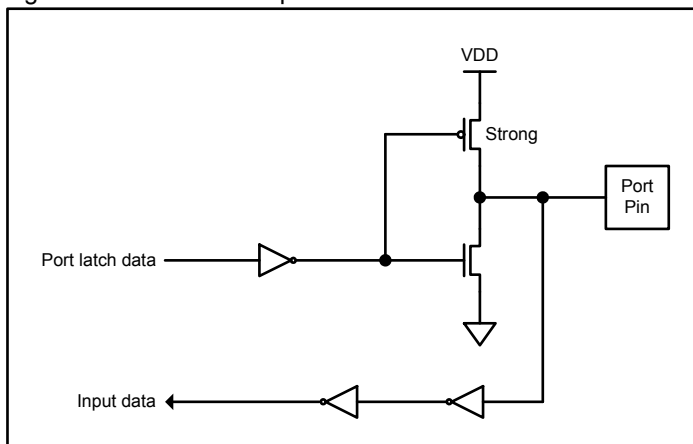 VDD
Strong
Port
Pin
Port latch data
Input data